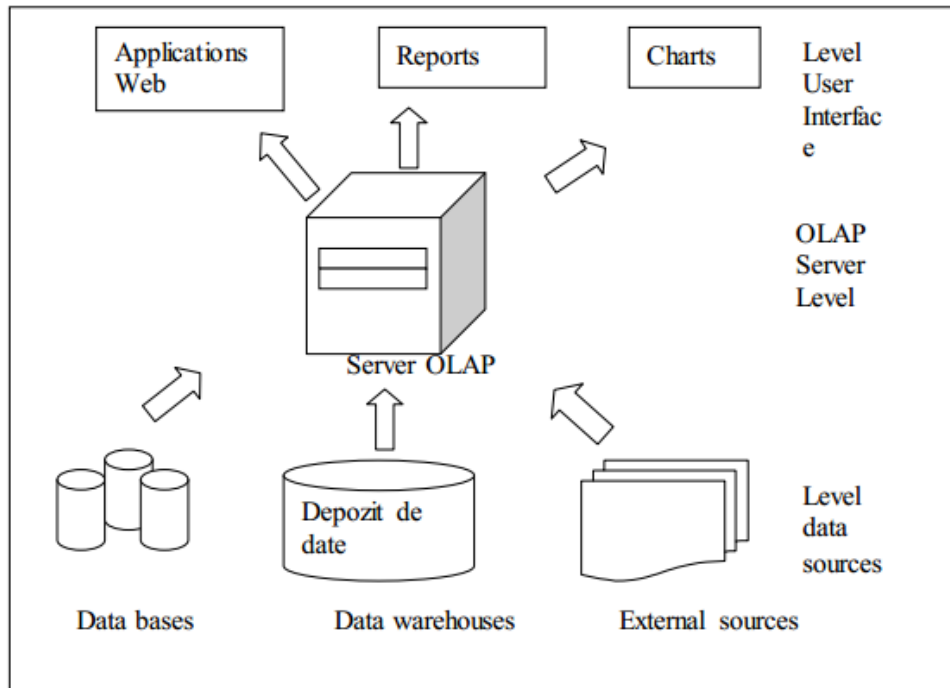 Applications
Web
Reports
Charts
Level
User
Interfac
e
OLAP
Server
Level
Server OLAP
Depozit de
date
Level
data
sources
Data bases
Data warehouses
External sources